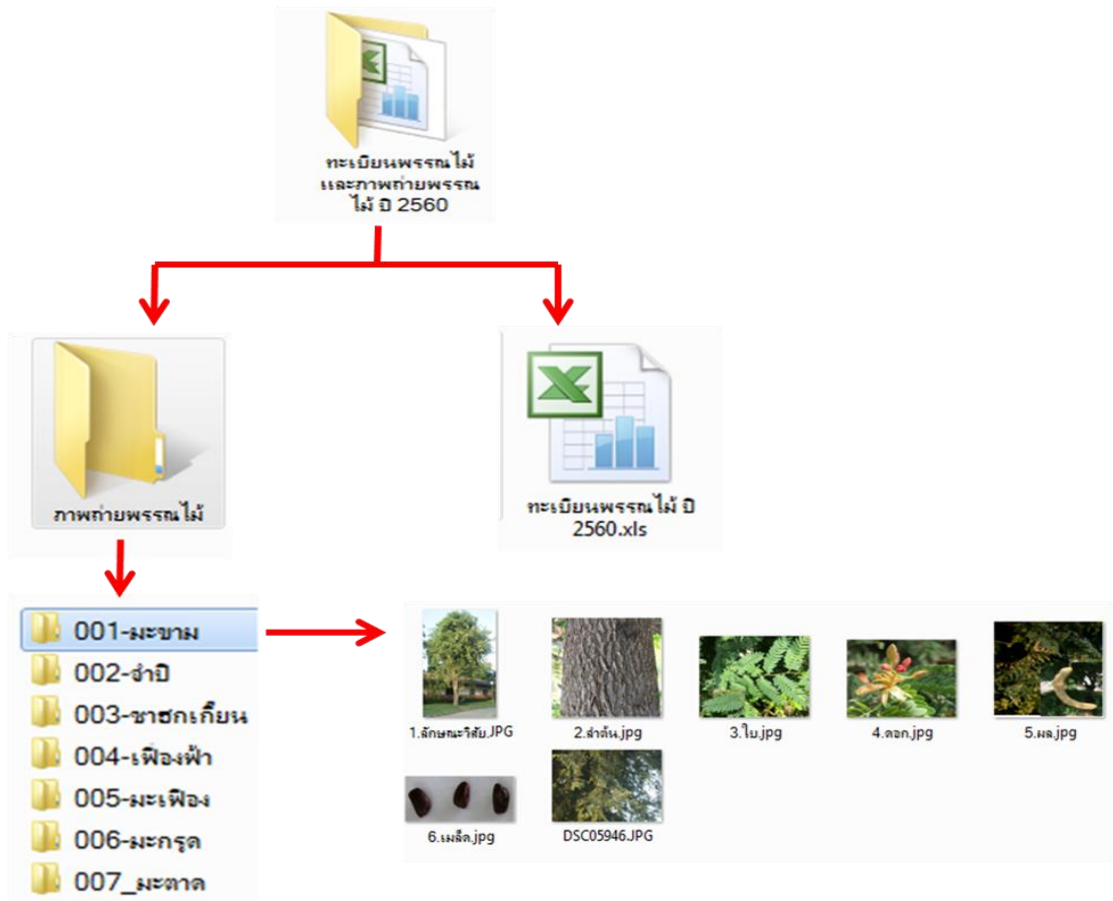 ทะเบียนพรรณไม้
และภาพถ่ายพรรณ
ไม้ ปี 2560
ภาพถ่ายพรรณไม้
ทะเบียนพรรณไม้ ปี
2560.xls
001-มะขาม
002-จำปี
003-ชาฮกเกี้ยน
004-เฟื่องฟ้า
005-มะเฟือง
006-มะกรูด
007_มะตาด
1.ลักษณะวิสัย.JPG
2.ลำต้น.jpg
3.ใบ.jpg
4.ดอก.jpg
5.ผล.jpg
6.เมล็ด.jpg
DSC05946.JPG